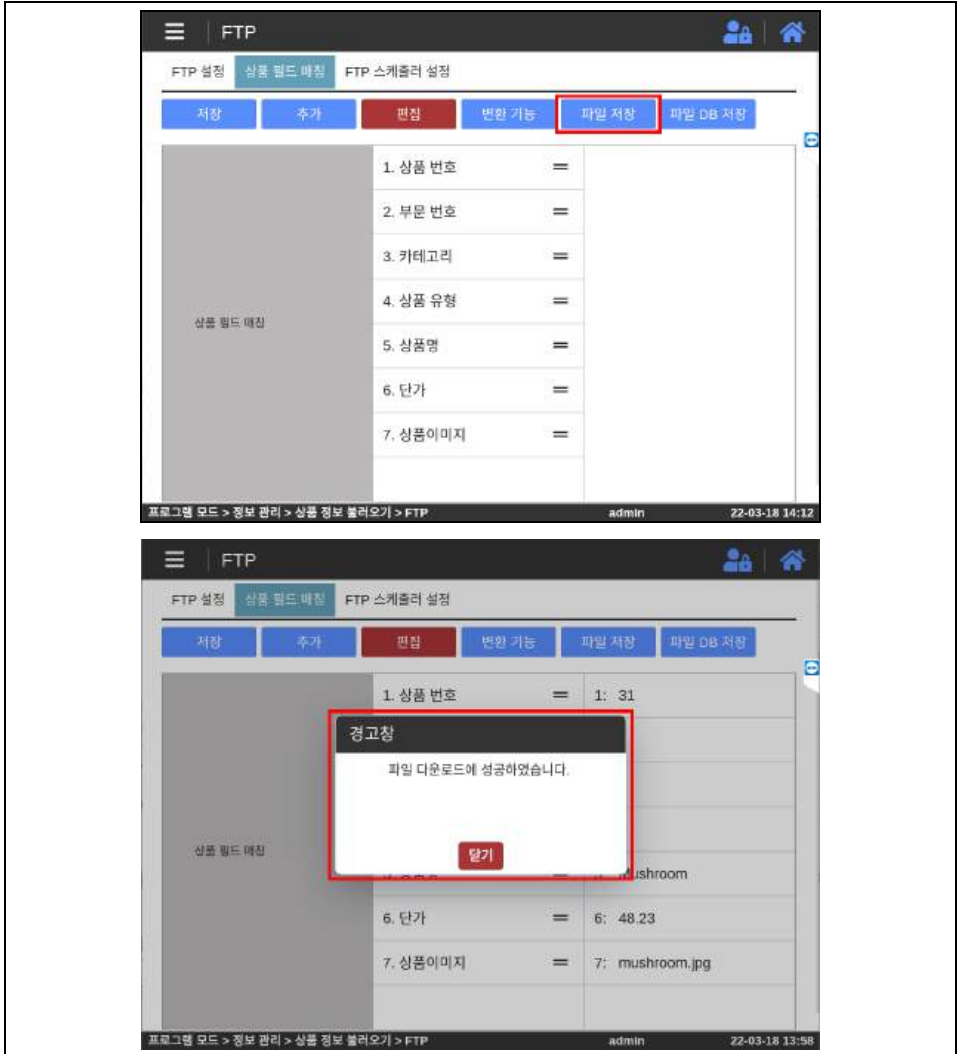 FTP
FTP 설정 상품 필드 매칭 FTP 스케줄러 설정
저장 추가 편집 변환 기능 파일 저장 파일 DB 저장
1. 상품 번호
2. 부문 번호
3. 카테고리
4. 상품 유형
상품 필드 매칭
5. 상품명
6. 단가
7. 상품이미지
프로그램 모드 > 정보 관리 > 상품 정보 불러오기 > FTP admin 22-03-18 14:12
FTP
FTP 설정 상품 필드 매칭 FTP 스케줄러 설정
저장 추가 편집 변환 기능 파일 저장 파일 DB 저장
1. 상품 번호 1: 31
경고창
파일 다운로드에 성공하였습니다.
상품 필드 매칭
닫기
6. 단가 6: 48.23
7. 상품이미지 7: mushroom.jpg
프로그램 모드 > 정보 관리 > 상품 정보 불러오기 > FTP admin 22-03-18 13:58